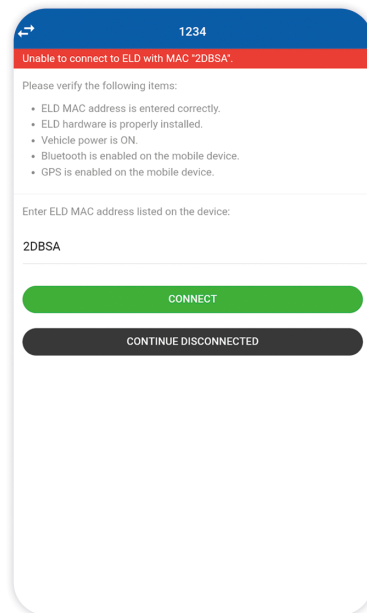 1234
Unable to connect to ELD with MAC "2DBSA".
Please verify the following items:
• ELD MAC address is entered correctly.
• ELD hardware is properly installed.
• Vehicle power is ON.
• Bluetooth is enabled on the mobile device.
• GPS is enabled on the mobile device.
Enter ELD MAC address listed on the device:
2DBSA
CONNECT
CONTINUE DISCONNECTED